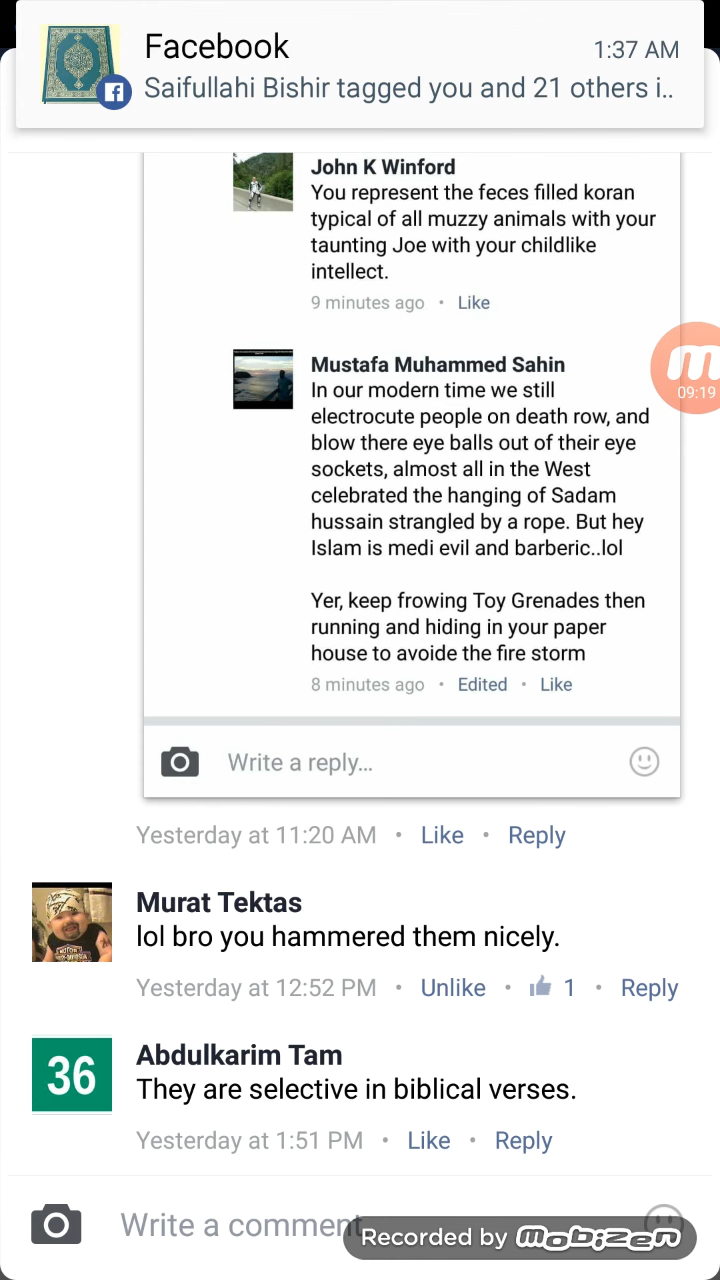 Facebook
1:37 AM
Saifullahi Bishir tagged you and 21 others i..
John K Winford
You represent the feces filled koran
typical of all muzzy animals with your
taunting Joe with your childlike
intellect.
9 minutes ago • Like
Mustafa Muhammed Sahin
In our modern time we still
electrocute people on death row, and
blow there eye balls out of their eye
sockets, almost all in the West
celebrated the hanging of Sadam
hussain strangled by a rope. But hey
Islam is medi evil and barberic..lol
Yer, keep frowing Toy Grenades then
running and hiding in your paper
house to avoide the fire storm
8 minutes ago • Edited • Like
09:19
Write a reply...
Yesterday at 11:20 AM • Like • Reply
Murat Tektas
lol bro you hammered them nicely.
Yesterday at 12:52 PM • Unlike • 1 • Reply
36
Abdulkarim Tam
They are selective in biblical verses.
Yesterday at 1:51 PM • Like • Reply
Write a comment
Recorded by mobizen